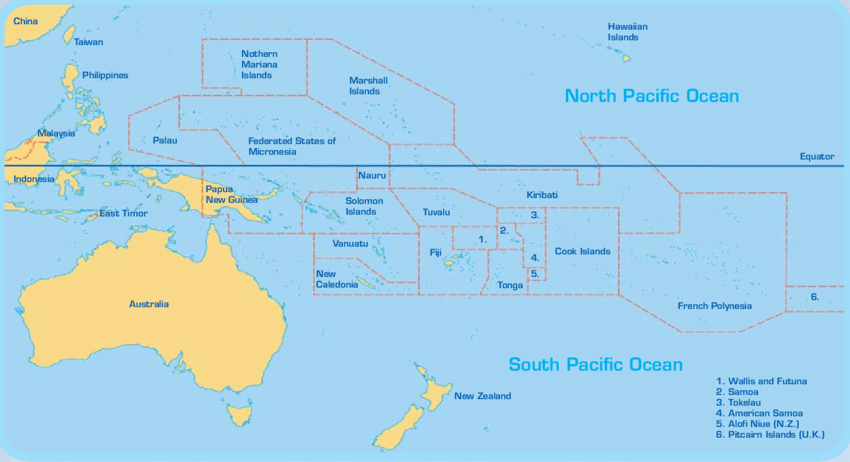 China
Taiwan
Philippines
Malaysia
Indonesia
East Timor
Palau
Nothern
Mariana
Islands
Marshall
Islands
Hawaiian
Islands
North Pacific Ocean
Federated States of
Micronesia
Equator
Nauru
Papua
New Guinea
Solomon
Islands
Kiribati
Tuvalu
3.
2.
1.
Vanuatu
Fiji
4.
Cook Islands
5.
New
Caledonia
Tonga
6.
Australia
French Polynesia
South Pacific Ocean
New Zealand
1. Wallis and Futuna
2. Samoa
3. Tokelau
4. American Samoa
5. Alofi Niue (N.Z.)
6. Pitcairn Islands (U.K.)